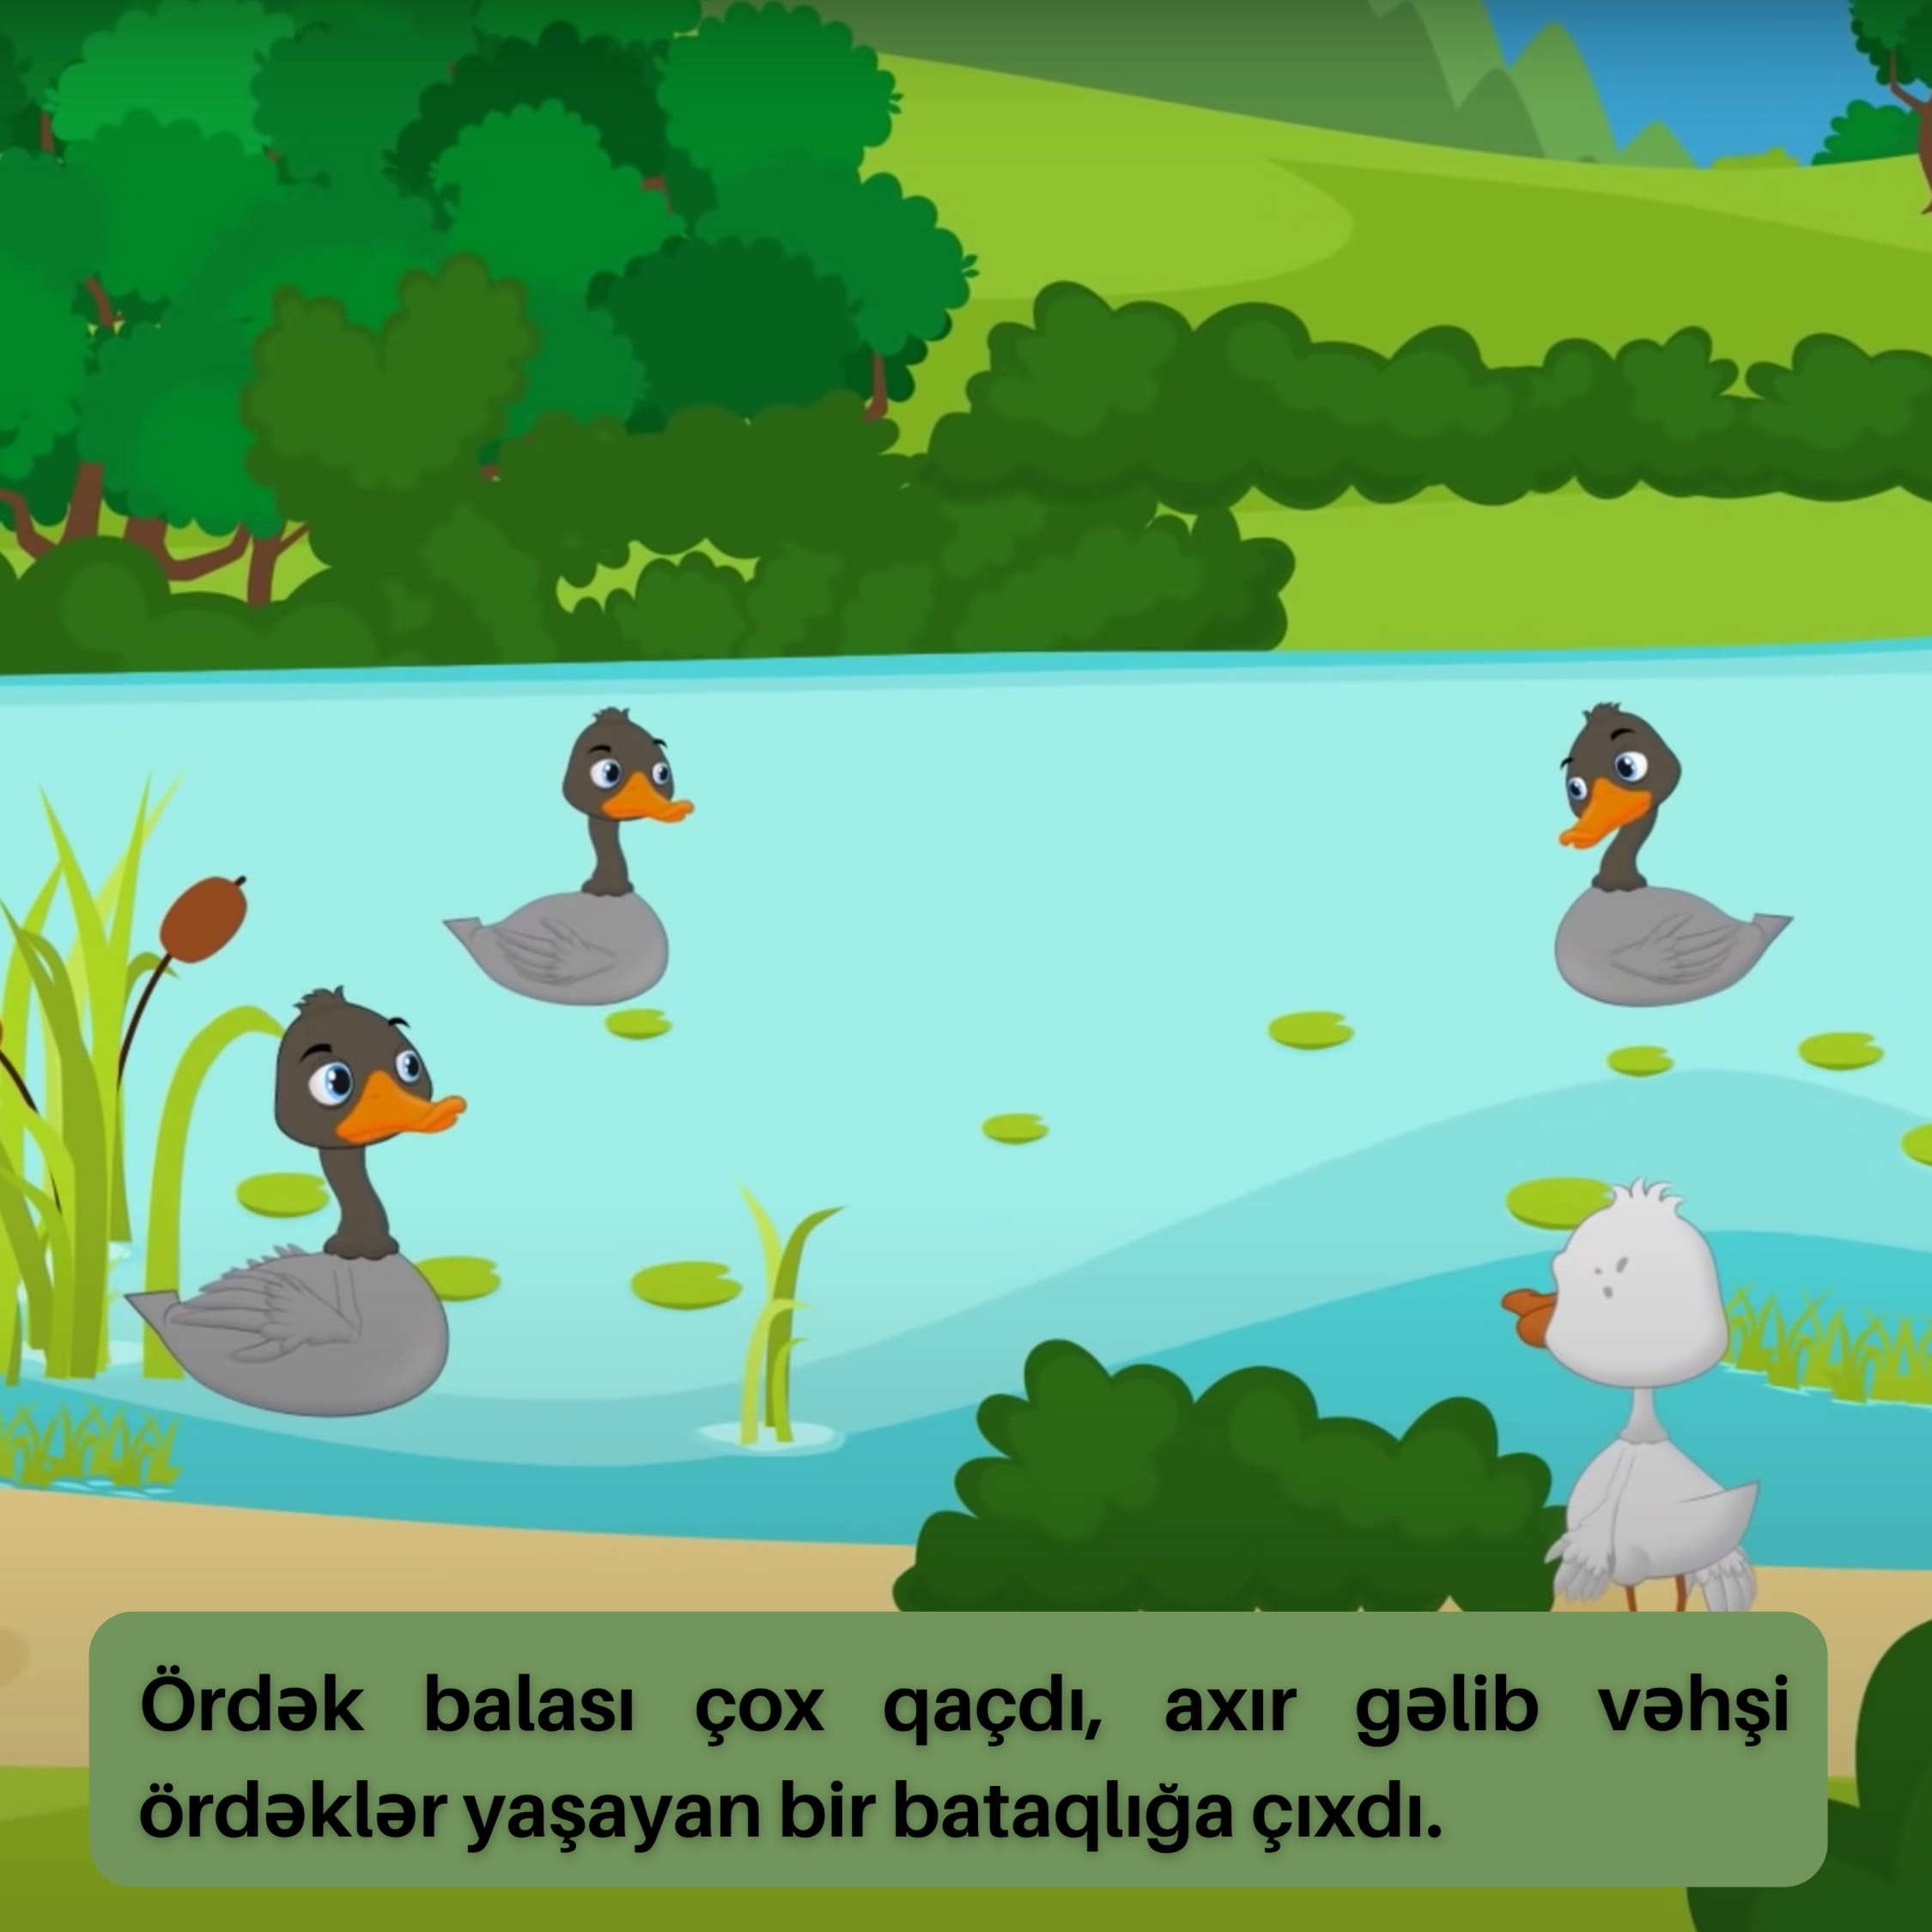 Ördək balası çox qaçdı, axır gəlib vəhşi
ördəklər yaşayan bir bataqlığa çıxdı.